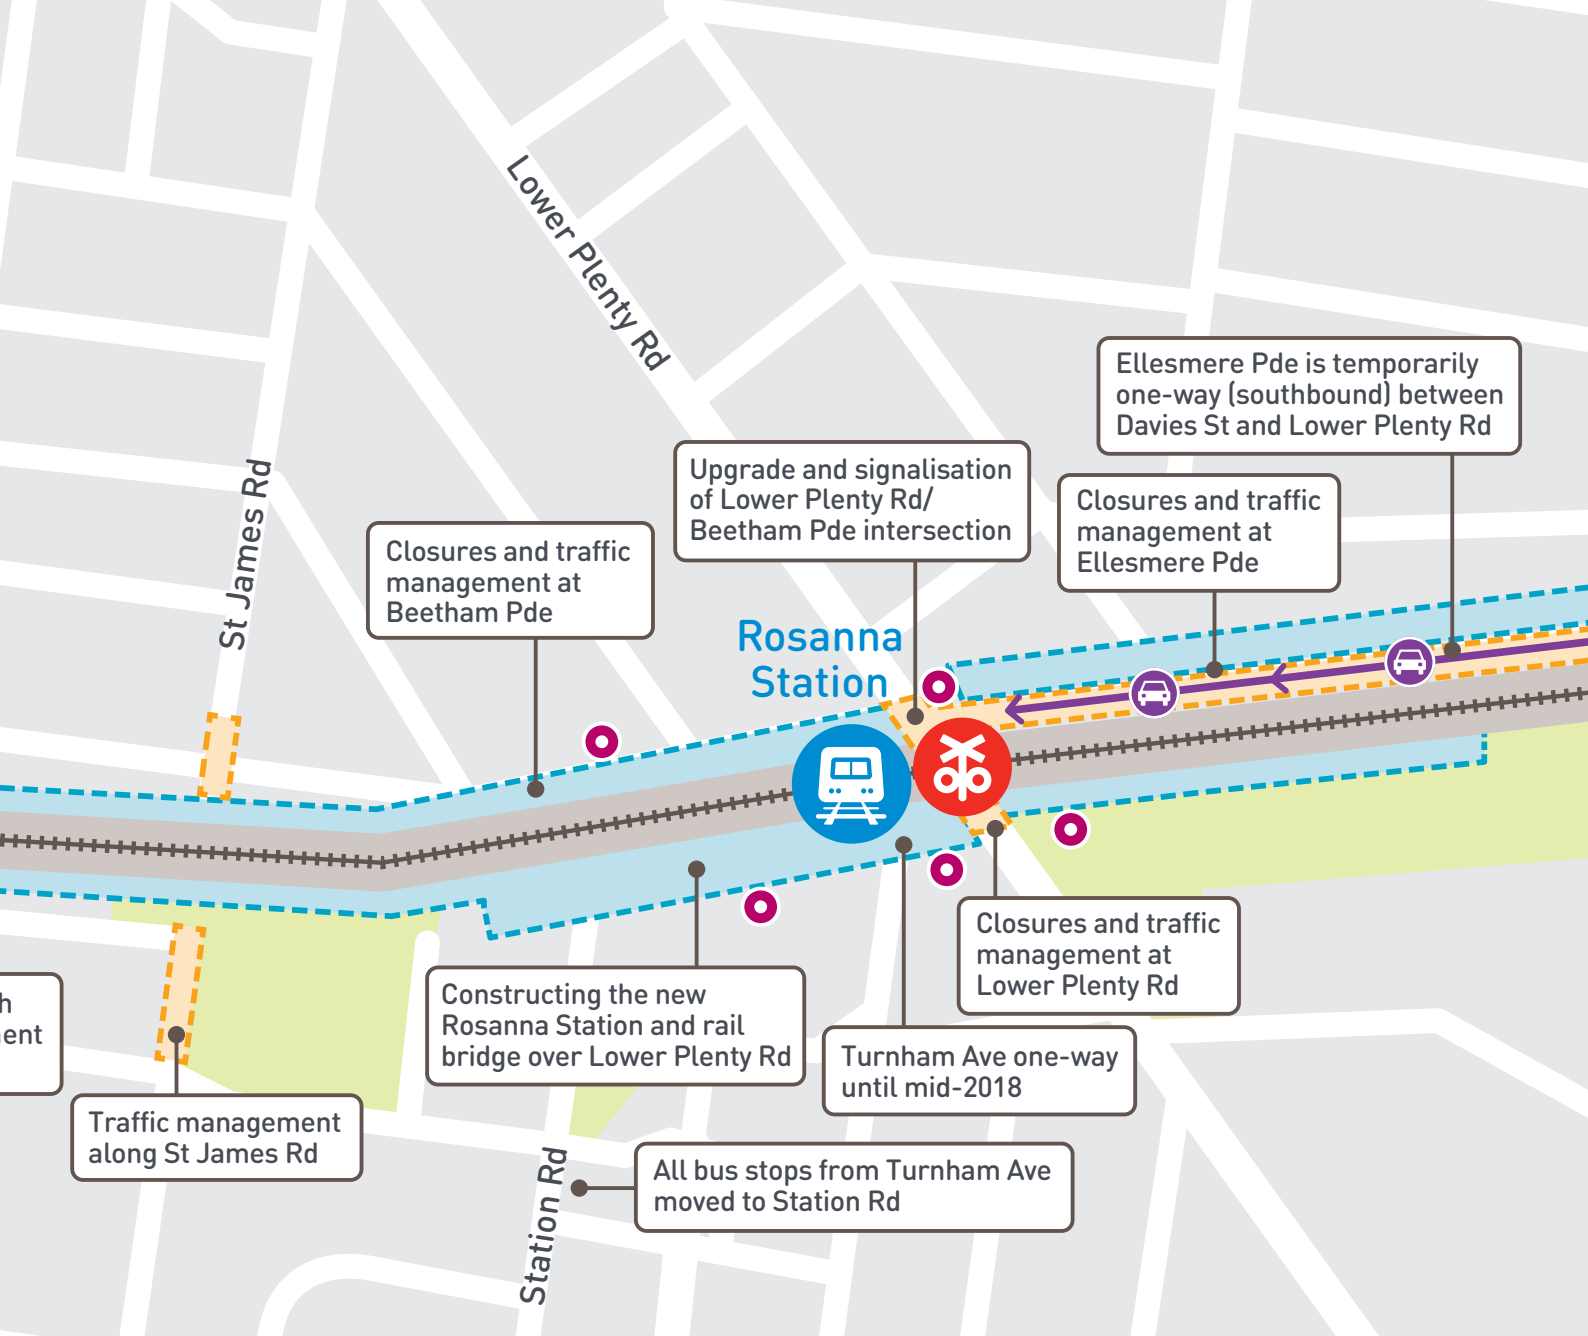 Lower Plenty Rd
Ellesmere Pde is temporarily
one-way (southbound) between
Davies St and Lower Plenty Rd
Upgrade and signalisation
of Lower Plenty Rd/
Beetham Pde intersection
Closures and traffic
management at
Ellesmere Pde
St James Rd
Closures and traffic
management at
Beetham Pde
Rosanna
Station
Closures and traffic
management at
Lower Plenty Rd
Constructing the new
Rosanna Station and rail
bridge over Lower Plenty Rd
Turnham Ave one-way
until mid-2018
Traffic management
along St James Rd
All bus stops from Turnham Ave
moved to Station Rd
Station Rd